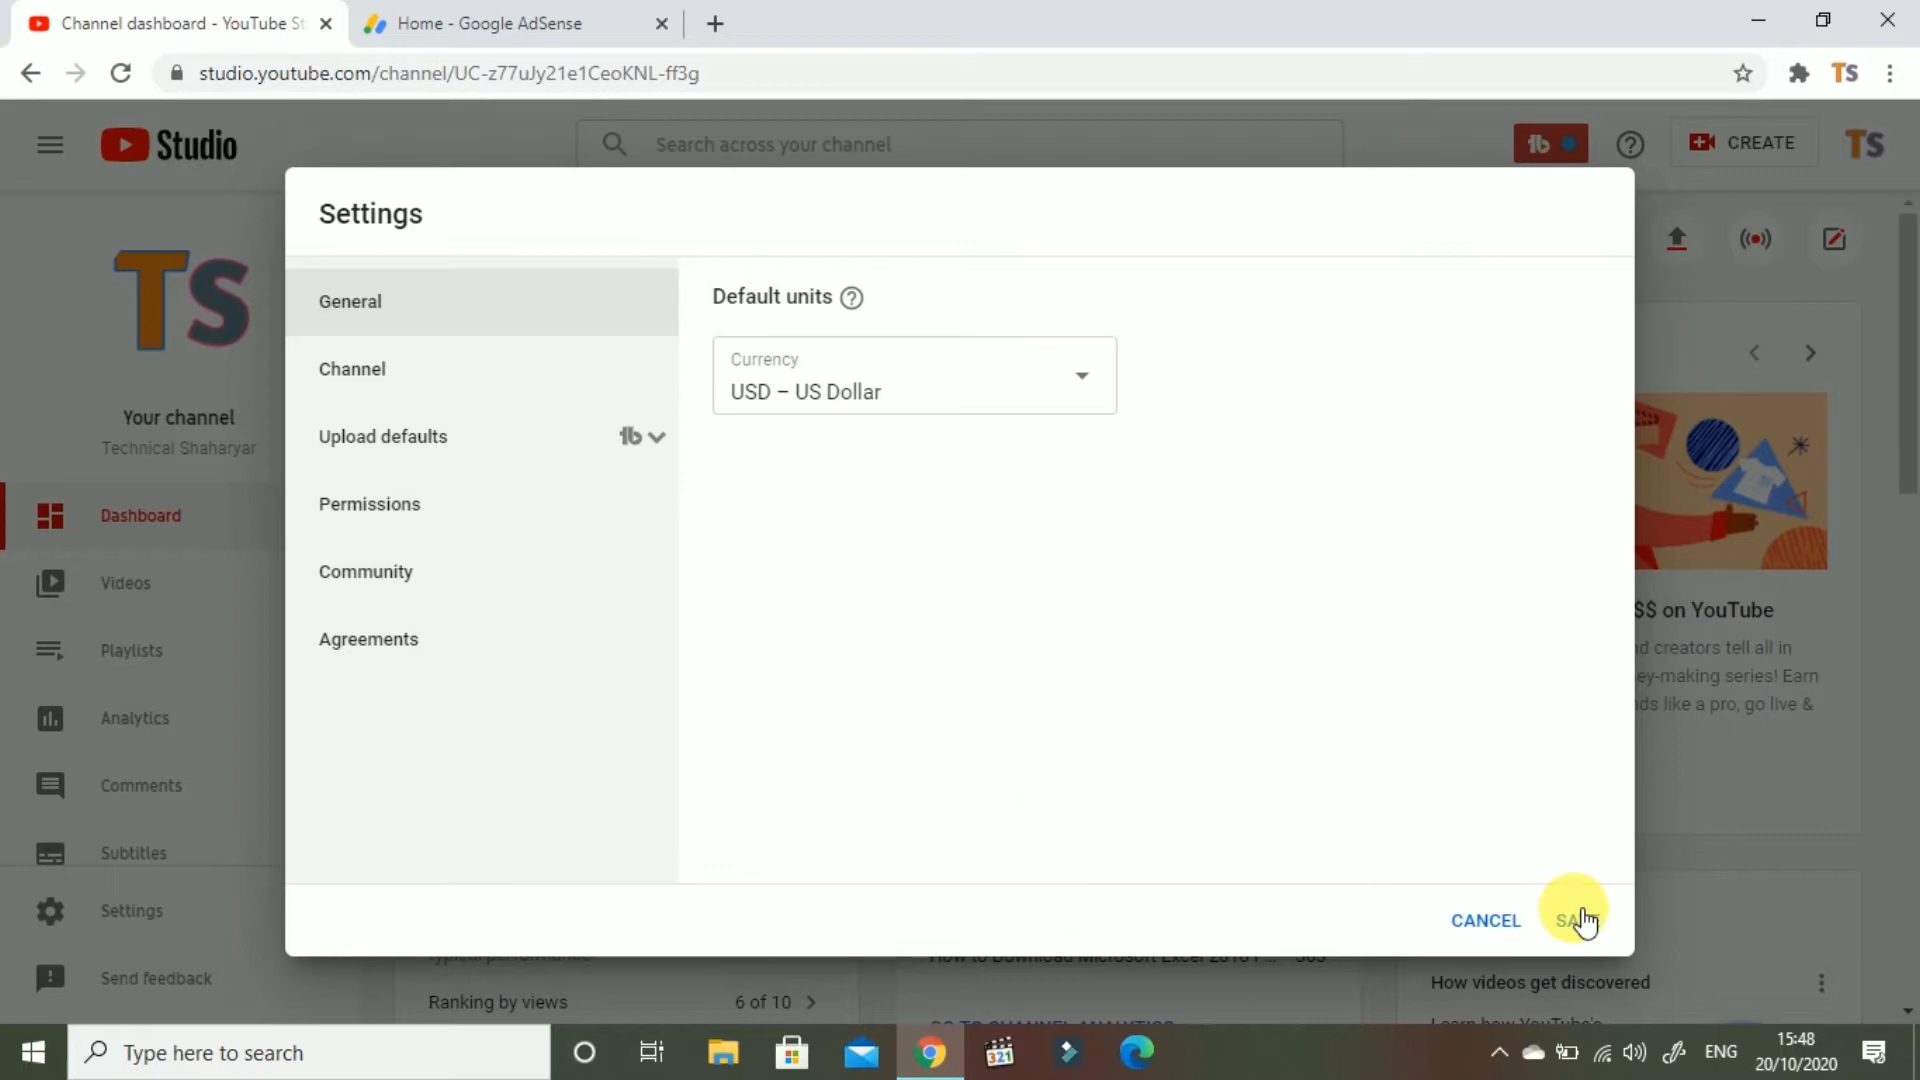 Channel dashboard - YouTube St
Home - Google AdSense
studio.youtube.com/channel/UC-z77uJy21e1CeoKNL-ff3g
TS
Studio
Search across your channel
CREATE
TS
Settings
General
Channel
Upload defaults
Permissions
Community
Agreements
Default units
Currency
USD – US Dollar
CANCEL
TS
Your channel
Technical Shaharyar
Dashboard
Videos
Playlists
Analytics
Comments
Subtitles
Settings
Send feedback
$$ on YouTube
d creators tell all in
ey-making series! Earn
ds like a pro, go live &
Ranking by views
6 of 10
How videos get discovered
Type here to search
321
ENG
15:48
20/10/2020